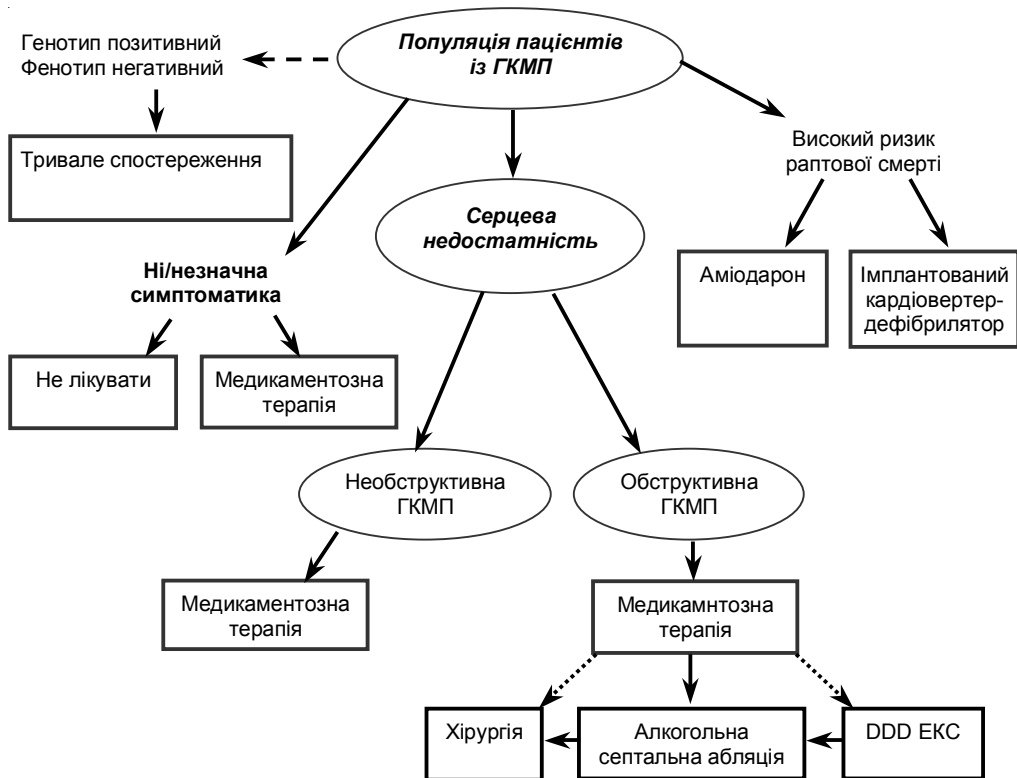 Популяція пацієнтів
із ГКМП
Генотип позитивний
Фенотип негативний
Тривале спостереження
Високий ризик
раптової смерті
Серцева
недостатність
Ні/незначна
симптоматика
Аміодарон
Імплантований
кардіовертер-
дефібрилятор
Не лікувати
Медикаментозна
терапія
Необструктивна
ГКМП
Обструктивна
ГКМП
Медикаментозна
терапія
Медикамнтозна
терапія
Хірургія
Алкогольна
септальна абляція
DDD ЕКС